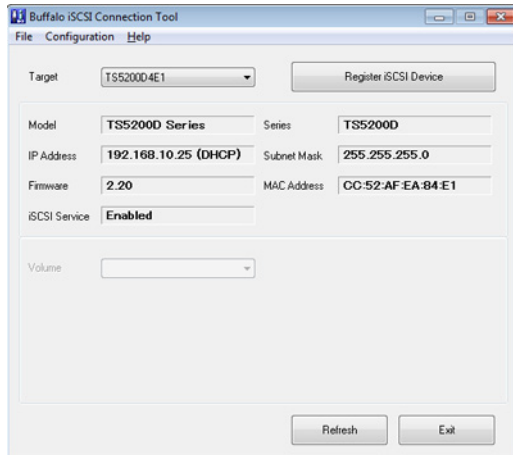 Buffalo iSCSI Connection Tool
File Configuration Help
Target TS5200D4E1 Register iSCSI Device
Model TS5200D Series Series TS5200D
IP Address 192.168.10.25 (DHCP) Subnet Mask 255.255.255.0
Firmware 2.20 MAC Address CC:52:AF:EA:84:E1
iSCSI Service Enabled
Volume
Refresh Exit